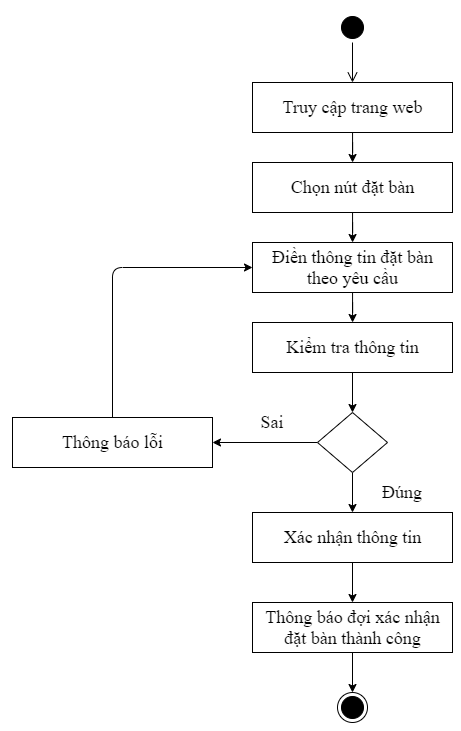 Truy cập trang web
Chọn nút đặt bàn
Điền thông tin đặt bàn
theo yêu cầu
Kiểm tra thông tin
Sai
Thông báo lỗi
Đúng
Xác nhận thông tin
Thông báo đợi xác nhận
đặt bàn thành công